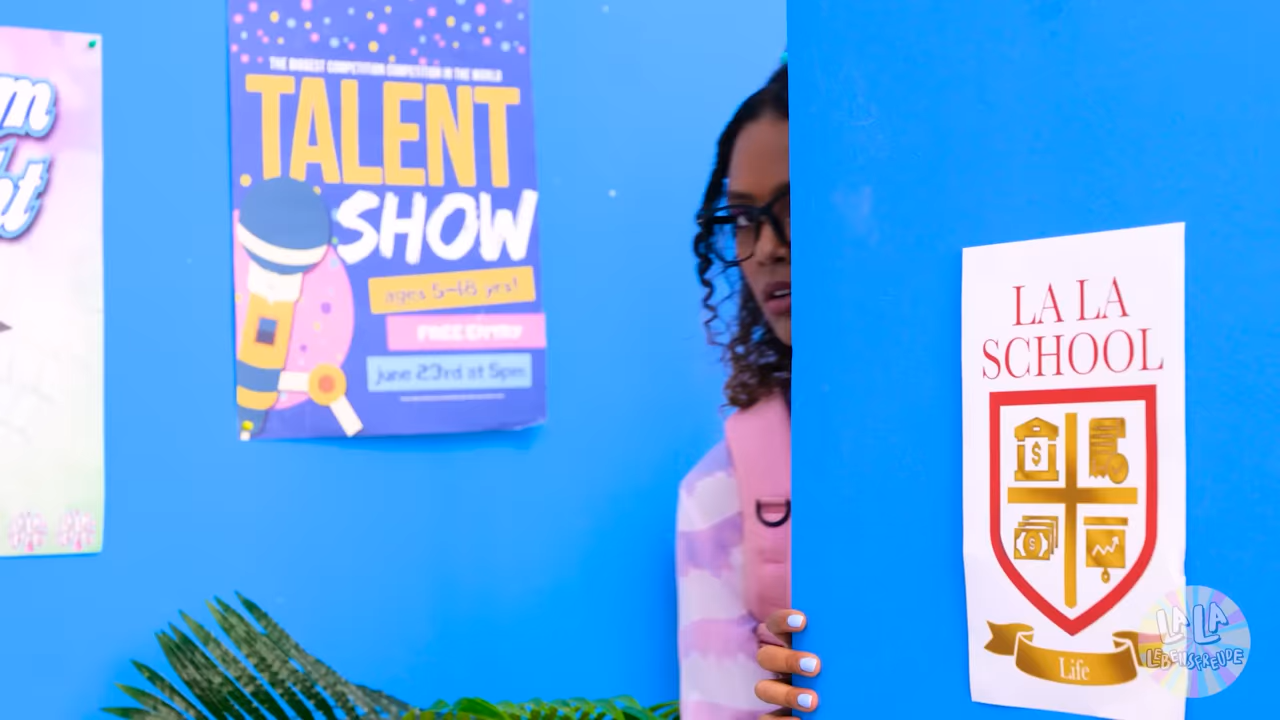 m
ht
THE BIGGEST COMPETITION COMPETITION IN THE WORLD
TALENT
SHOW
ages 5-18 yrs!
FREE ENTRY
june 23rd at 5pm
LA LA
SCHOOL
$
$
Life
LA LA
LEBENSFREUDE